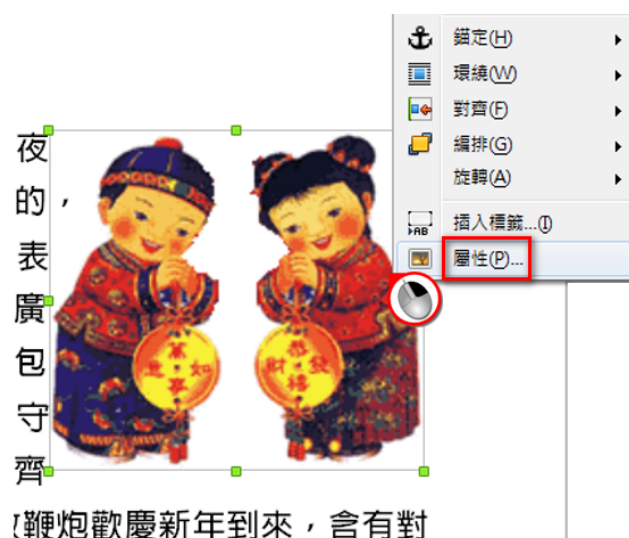 錨定(H)
環繞(W)
對齊(F)
編排(G)
旋轉(A)
插入標籤...(I)
屬性(P)...
夜
的，
表
廣
包
守
齊
放鞭炮歡慶新年到來，含有對
萬事如意
恭禧發財